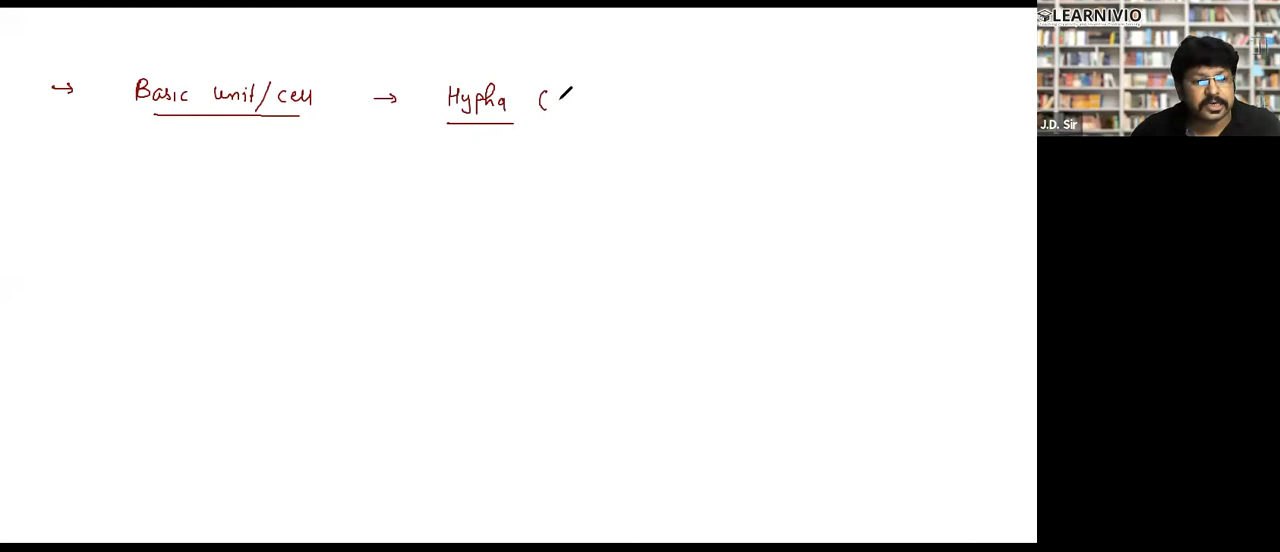 → Basic unit/cell → Hypha (
LEARNIVIO
J.D. Sir